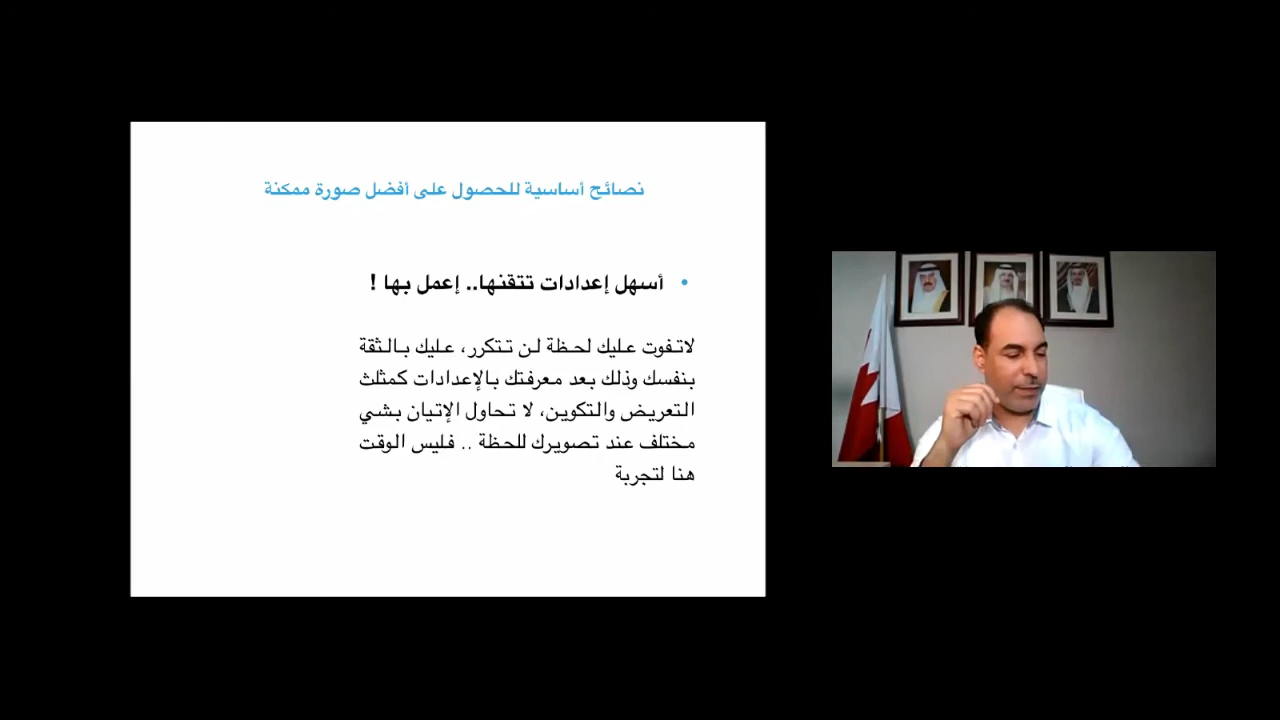 نصائح أساسية للحصول على أفضل صورة ممكنة
• أسهل إعدادات تتقنها.. إعمل بها !
لاتفوت عليك لحظة لن تتكرر، عليك بالثقة
بنفسك وذلك بعد معرفتك بالإعدادات كمثلث
التعريض والتكوين، لا تحاول الإتيان بشي
مختلف عند تصويرك للحظة .. فليس الوقت
هنا لتجربة